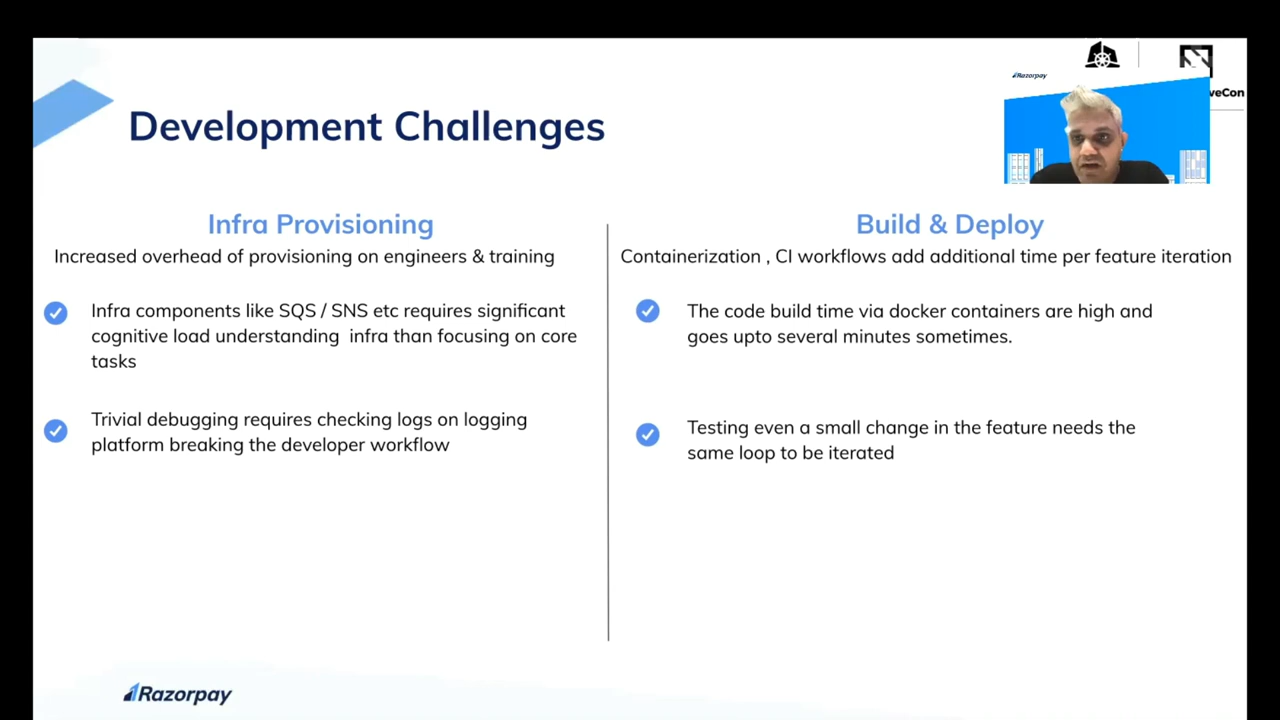 Razorpay
veCon
Development Challenges
Infra Provisioning
Increased overhead of provisioning on engineers & training
Infra components like SQS / SNS etc requires significant
cognitive load understanding infra than focusing on core
tasks
Trivial debugging requires checking logs on logging
platform breaking the developer workflow
Build & Deploy
Containerization , CI workflows add additional time per feature iteration
The code build time via docker containers are high and
goes upto several minutes sometimes.
Testing even a small change in the feature needs the
same loop to be iterated
Razorpay